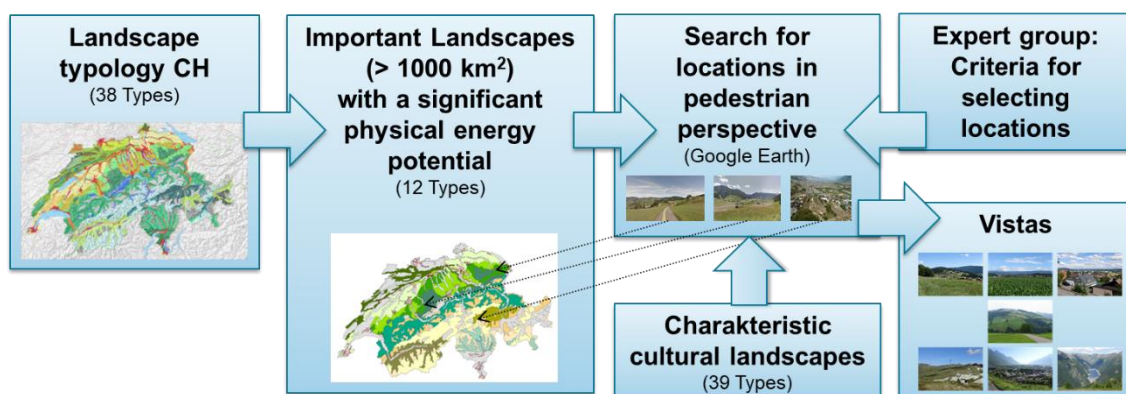 Landscape
typology CH
(38 Types)
Important Landscapes
(> 1000 km²)
with a significant
physical energy
potential
(12 Types)
Search for
locations in
pedestrian
perspective
(Google Earth)
Expert group:
Criteria for
selecting
locations
Vistas
Charakteristic
cultural landscapes
(39 Types)